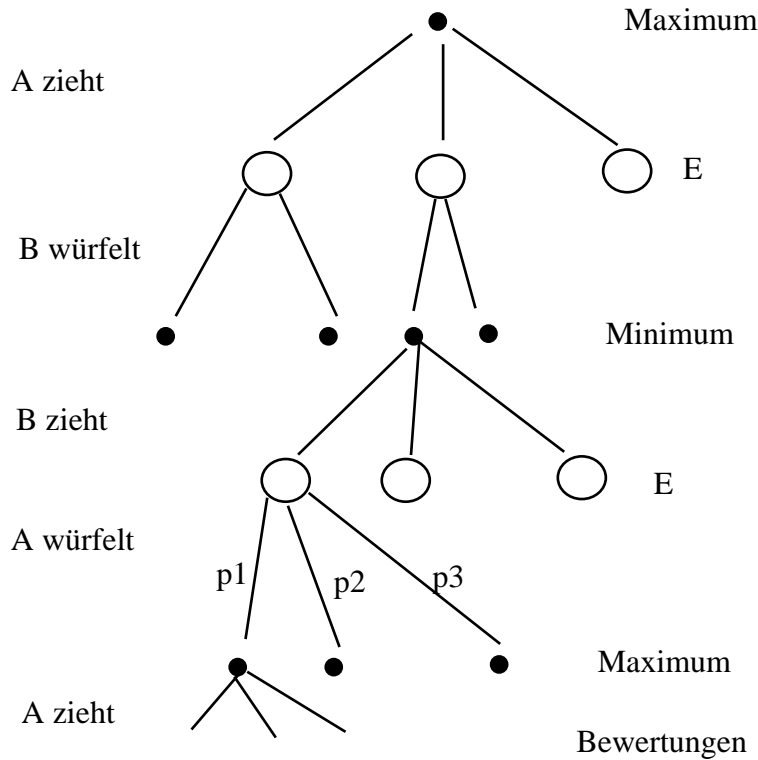 Maximum
A zieht
E
B würfelt
Minimum
B zieht
E
A würfelt
p1
p2
p3
Maximum
A zieht
Bewertungen